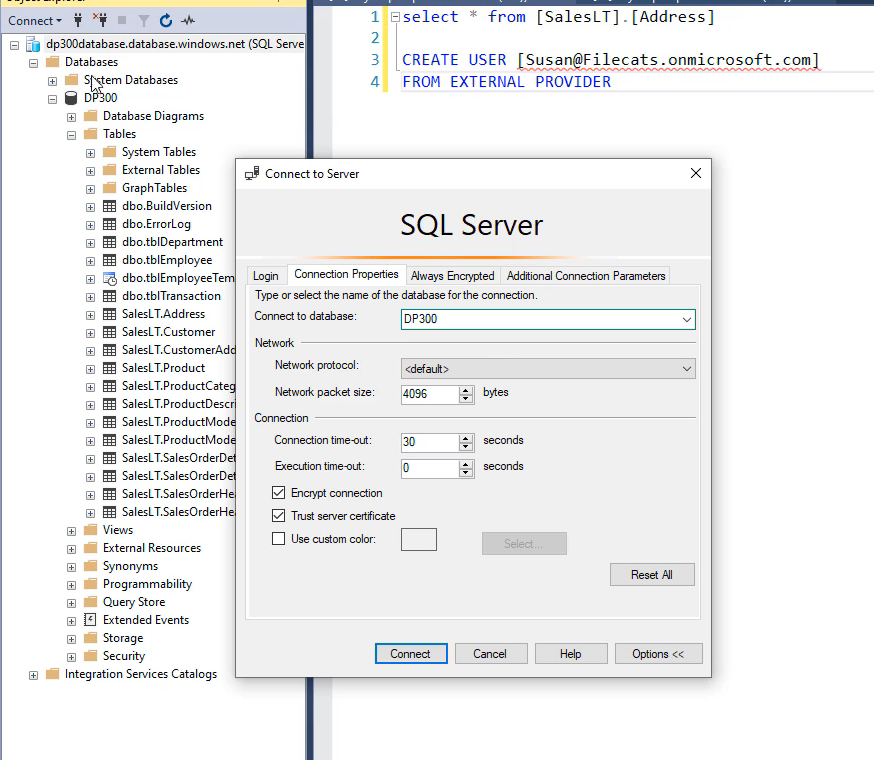 Connect
dp300database.database.windows.net (SQL Serve
Databases
System Databases
DP300
Database Diagrams
Tables
System Tables
External Tables
GraphTables
dbo.BuildVersion
dbo.ErrorLog
dbo.tblDepartment
dbo.tblEmployee
dbo.tblEmployeeTem
dbo.tblTransaction
SalesLT.Address
SalesLT.Customer
SalesLT.CustomerAdd
SalesLT.Product
SalesLT.ProductCateg
SalesLT.ProductDescri
SalesLT.ProductMode
SalesLT.ProductMode
SalesLT.SalesOrderDet
SalesLT.SalesOrderDet
SalesLT.SalesOrderHea
SalesLT.SalesOrderHea
Views
External Resources
Synonyms
Programmability
Query Store
Extended Events
Storage
Security
Integration Services Catalogs
1 select * from [SalesLT].[Address]
2
3 CREATE USER [Susan@Filecats.onmicrosoft.com]
4 FROM EXTERNAL PROVIDER
Connect to Server
SQL Server
Login Connection Properties Always Encrypted Additional Connection Parameters
Type or select the name of the database for the connection.
Connect to database: DP300
Network
Network protocol: <default>
Network packet size: 4096 bytes
Connection
Connection time-out: 30 seconds
Execution time-out: 0 seconds
Encrypt connection
Trust server certificate
Use custom color: Select...
Reset All
Connect Cancel Help Options <<